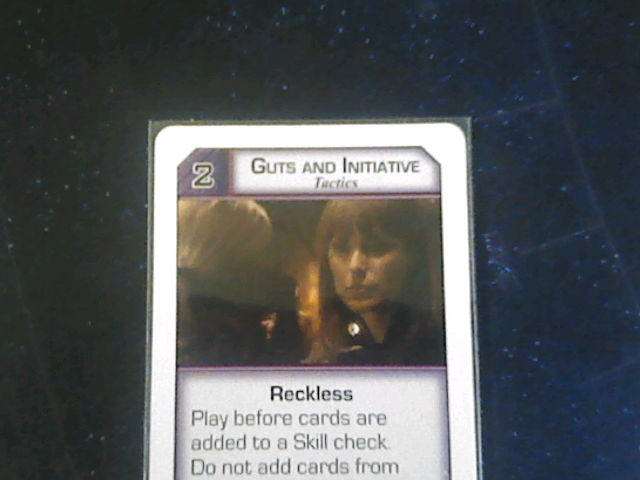 2
GUTS AND INITIATIVE
Tactics
Reckless
Play before cards are
added to a Skill check.
Do not add cards from